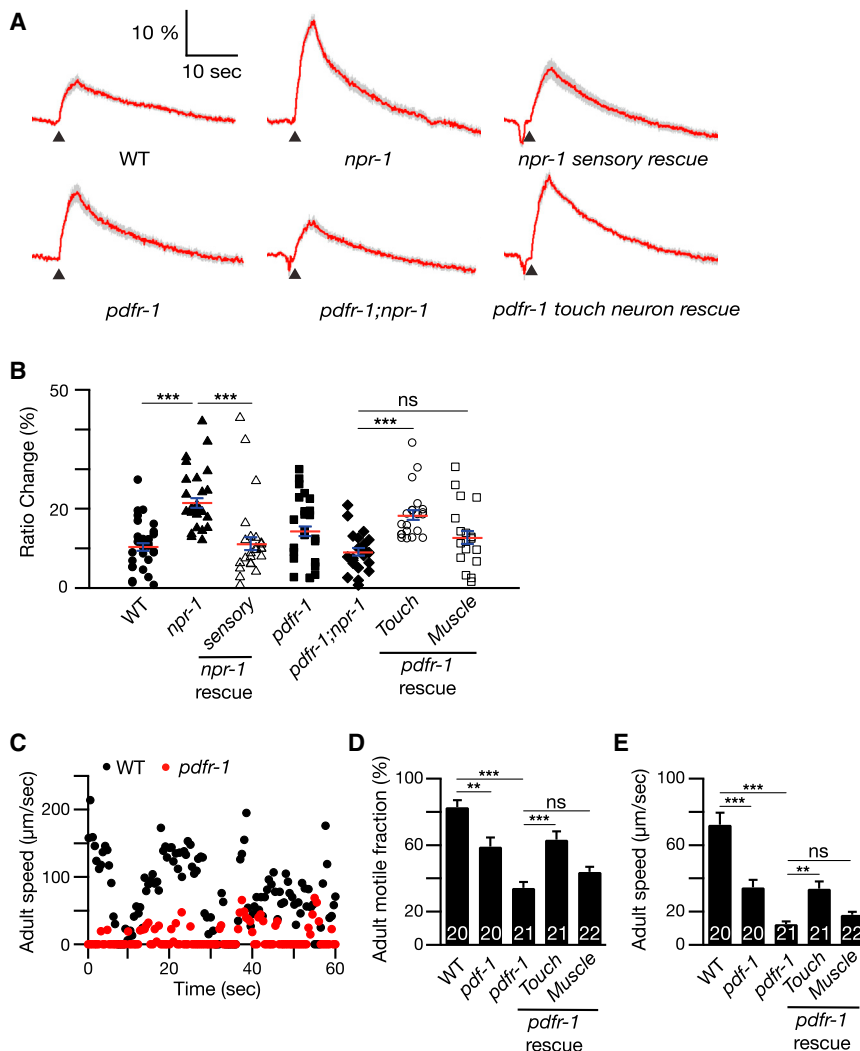 A
10 %
10 sec
WT
npr-1
npr-1 sensory rescue
pdfr-1
pdfr-1;npr-1
pdfr-1 touch neuron rescue
B
Ratio Change (%)
50
20
0
*** *** *** ns
WT npr-1 sensory pdfr-1 pdfr-1;npr-1 Touch Muscle
npr-1
rescue
pdfr-1
rescue
C
WT pdfr-1
Adult speed (µm/sec)
200
100
0
0 20 40 60
Time (sec)
D
Adult motile fraction (%)
100
60
20
0
***
**
ns
***
20 20 21 21 22
WT pdf-1 pdfr-1 Touch Muscle
pdfr-1
rescue
E
Adult speed (µm/sec)
100
60
20
0
***
***
ns
**
20 20 21 21 22
WT pdf-1 pdfr-1 Touch Muscle
pdfr-1
rescue